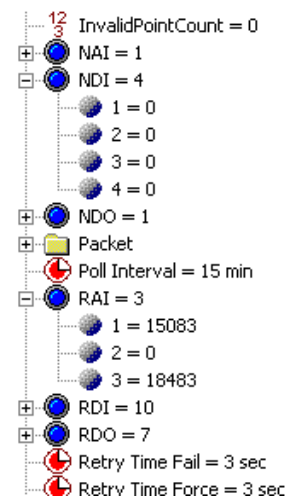 12
3 InvalidPointCount = 0
NAI = 1
NDI = 4
1 = 0
2 = 0
3 = 0
4 = 0
NDO = 1
Packet
Poll Interval = 15 min
RAI = 3
1 = 15083
2 = 0
3 = 18483
RDI = 10
RDO = 7
Retry Time Fail = 3 sec
Retry Time Force = 3 sec